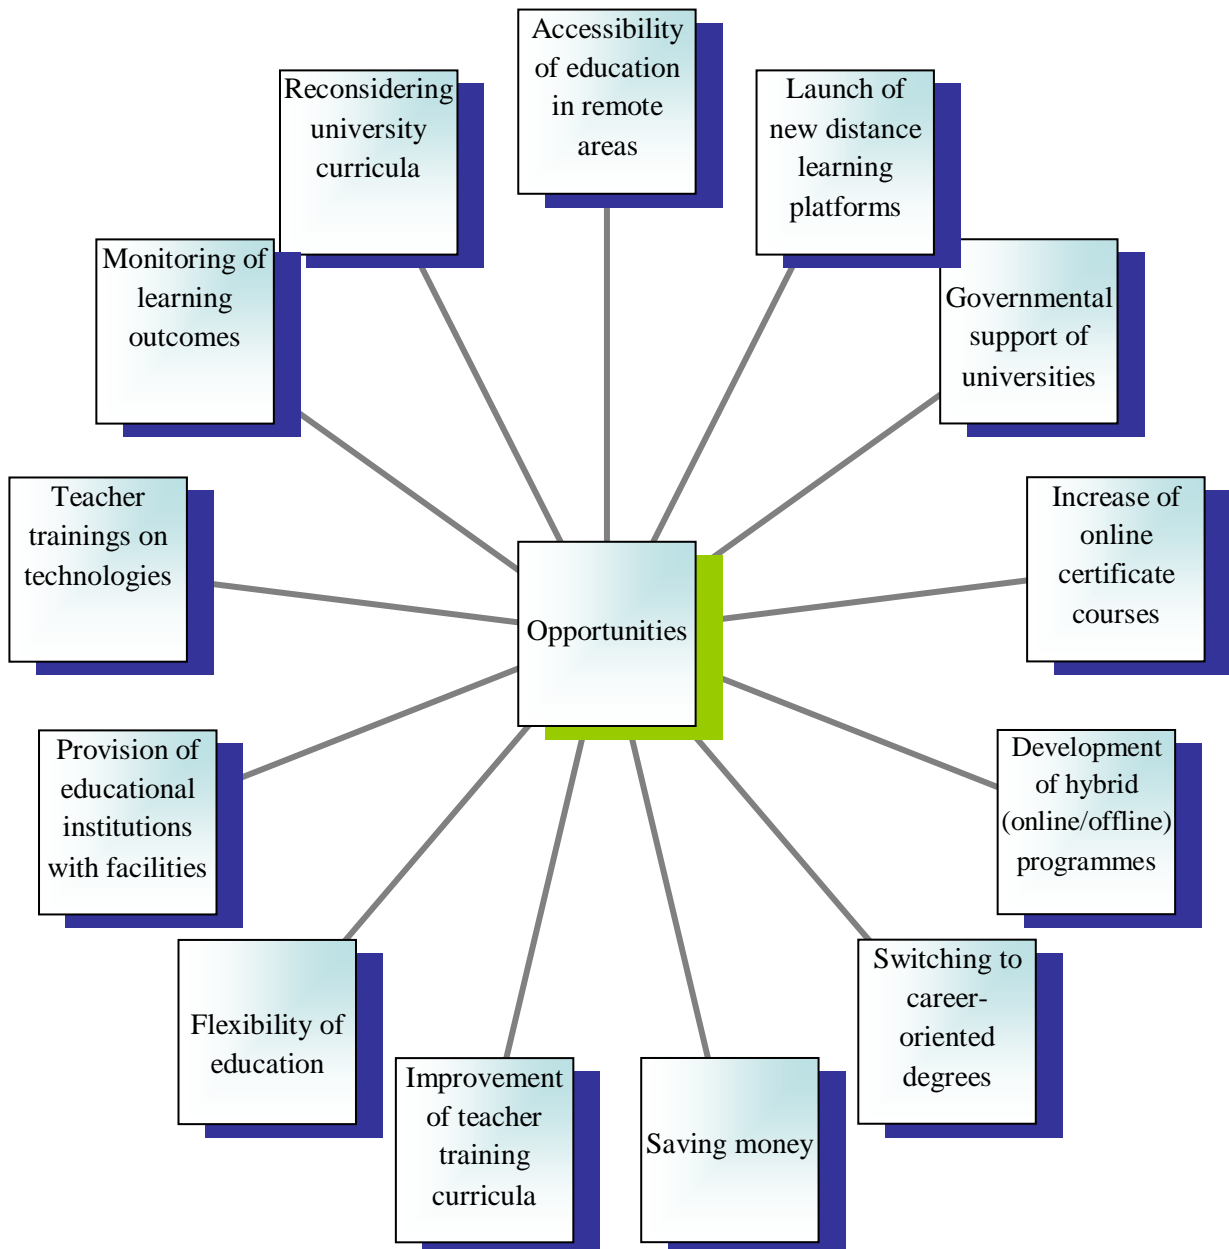 Accessibility
of education
in remote
areas
Launch of
new distance
learning
platforms
Governmental
support of
universities
Increase of
online
certificate
courses
Development
of hybrid
(online/offline)
programmes
Switching to
career-
oriented
degrees
Saving money
Improvement
of teacher
training
curricula
Flexibility of
education
Provision of
educational
institutions
with facilities
Teacher
trainings on
technologies
Monitoring of
learning
outcomes
Reconsidering
university
curricula
Opportunities